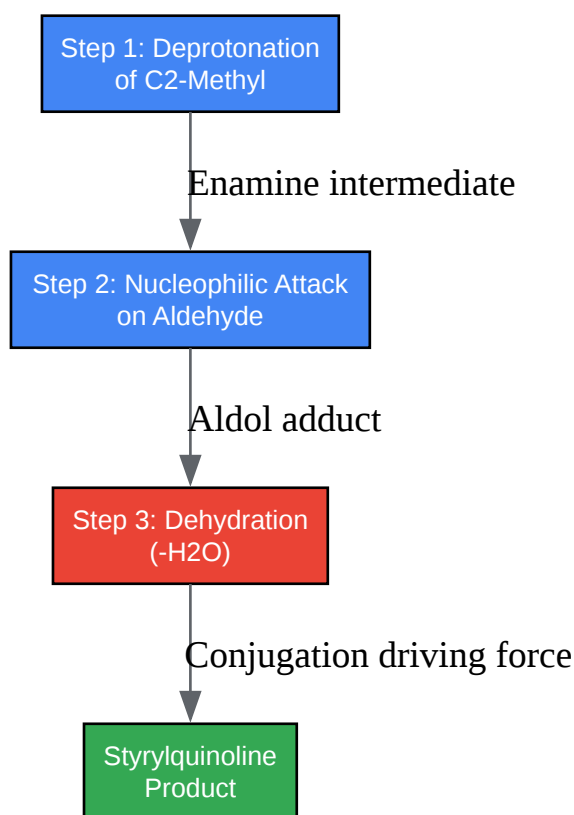 Step 1: Deprotonation
of C2-Methyl
Enamine intermediate
Step 2: Nucleophilic Attack
on Aldehyde
Aldol adduct
Step 3: Dehydration
(-H2O)
Conjugation driving force
Styrylquinoline
Product